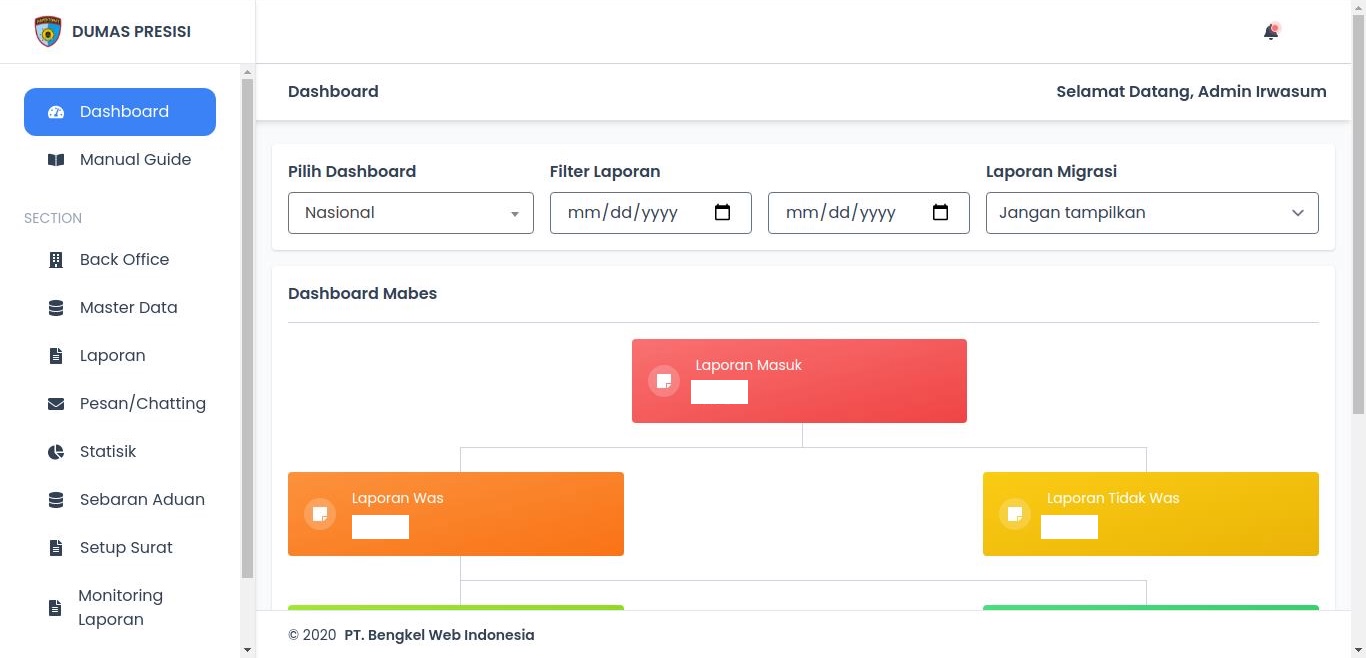 DUMAS PRESISI
Dashboard
Manual Guide
SECTION
Back Office
Master Data
Laporan
Pesan/Chatting
Statisik
Sebaran Aduan
Setup Surat
Monitoring
Laporan
Dashboard
Selamat Datang, Admin Irwasum
Pilih Dashboard
Filter Laporan
Laporan Migrasi
Nasional
mm/dd/yyyy
mm/dd/yyyy
Jangan tampilkan
Dashboard Mabes
Laporan Masuk
Laporan Was
Laporan Tidak Was
© 2020 PT. Bengkel Web Indonesia